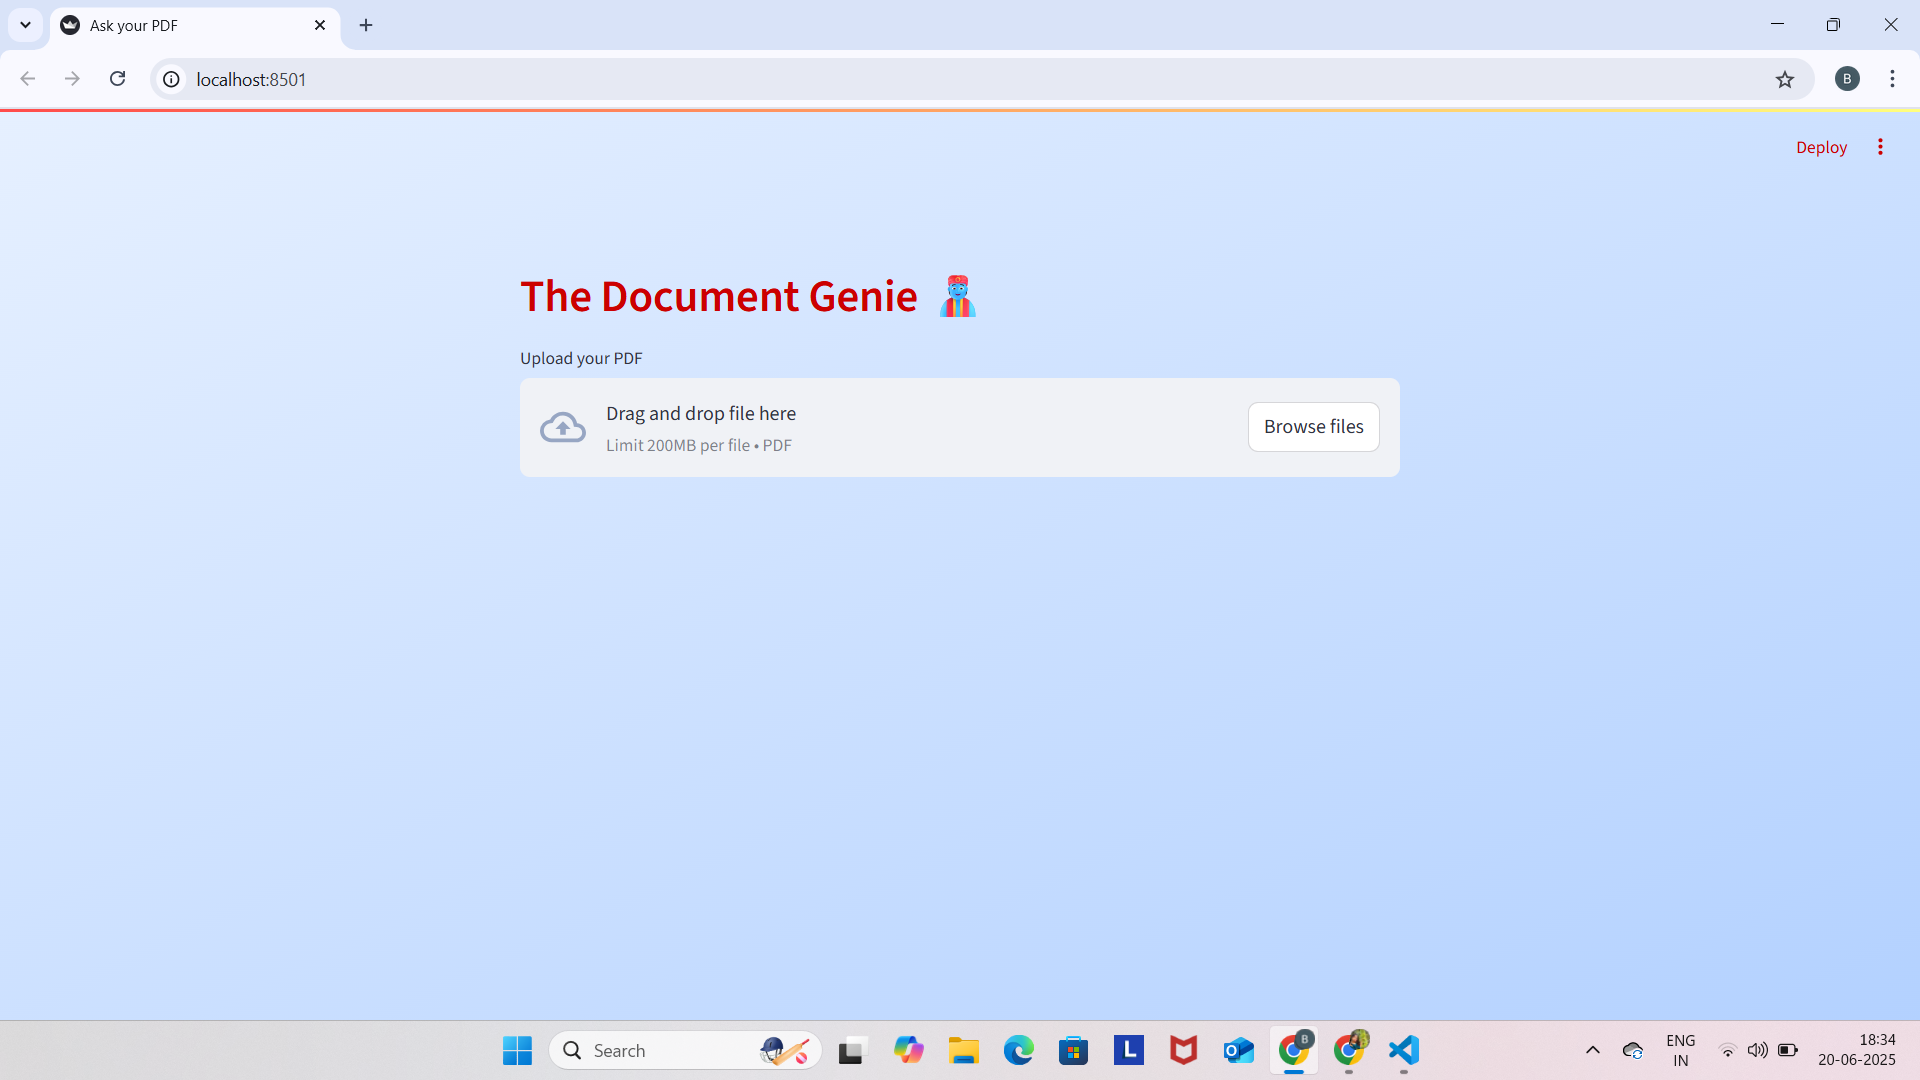 Ask your PDF
localhost:8501
B
Deploy
The Document Genie
Upload your PDF
Drag and drop file here
Limit 200MB per file • PDF
Browse files
Search
L
B
ENG
IN
18:34
20-06-2025